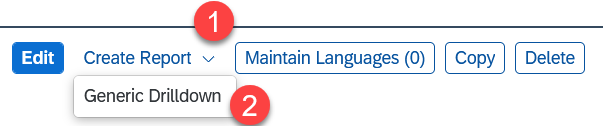 1
Edit Create Report Maintain Languages (0) Copy Delete
Generic Drilldown 2